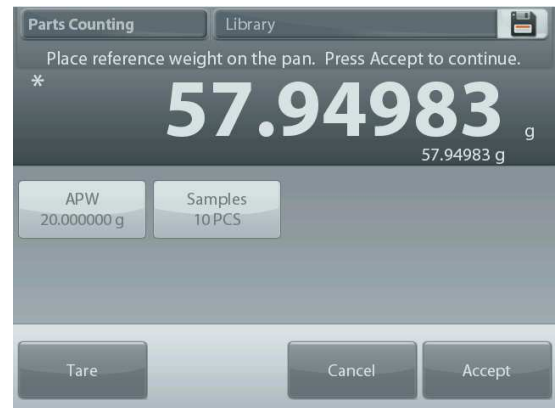 Parts Counting Library
Place reference weight on the pan. Press Accept to continue.
* 57.94983 g
57.94983 g
APW Samples
20.000000 g 10 PCS
Tare Cancel Accept